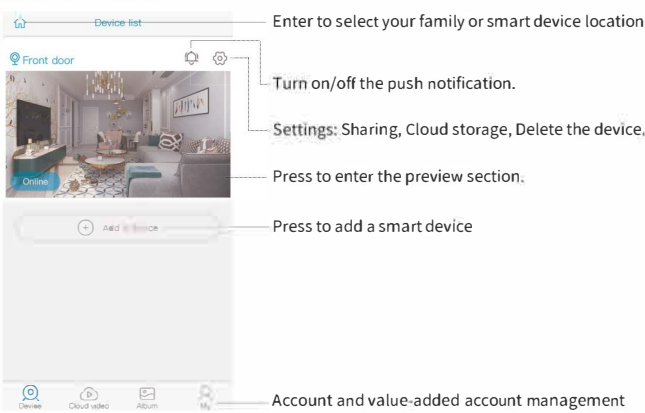 Device list
Enter to select your family or smart device location
Front door
Turn on/off the push notification.
Settings: Sharing, Cloud storage, Delete the device,
Online
Press to enter the preview section.
Add a device
Press to add a smart device
Device
Cloud video
Album
My
Account and value-added account management